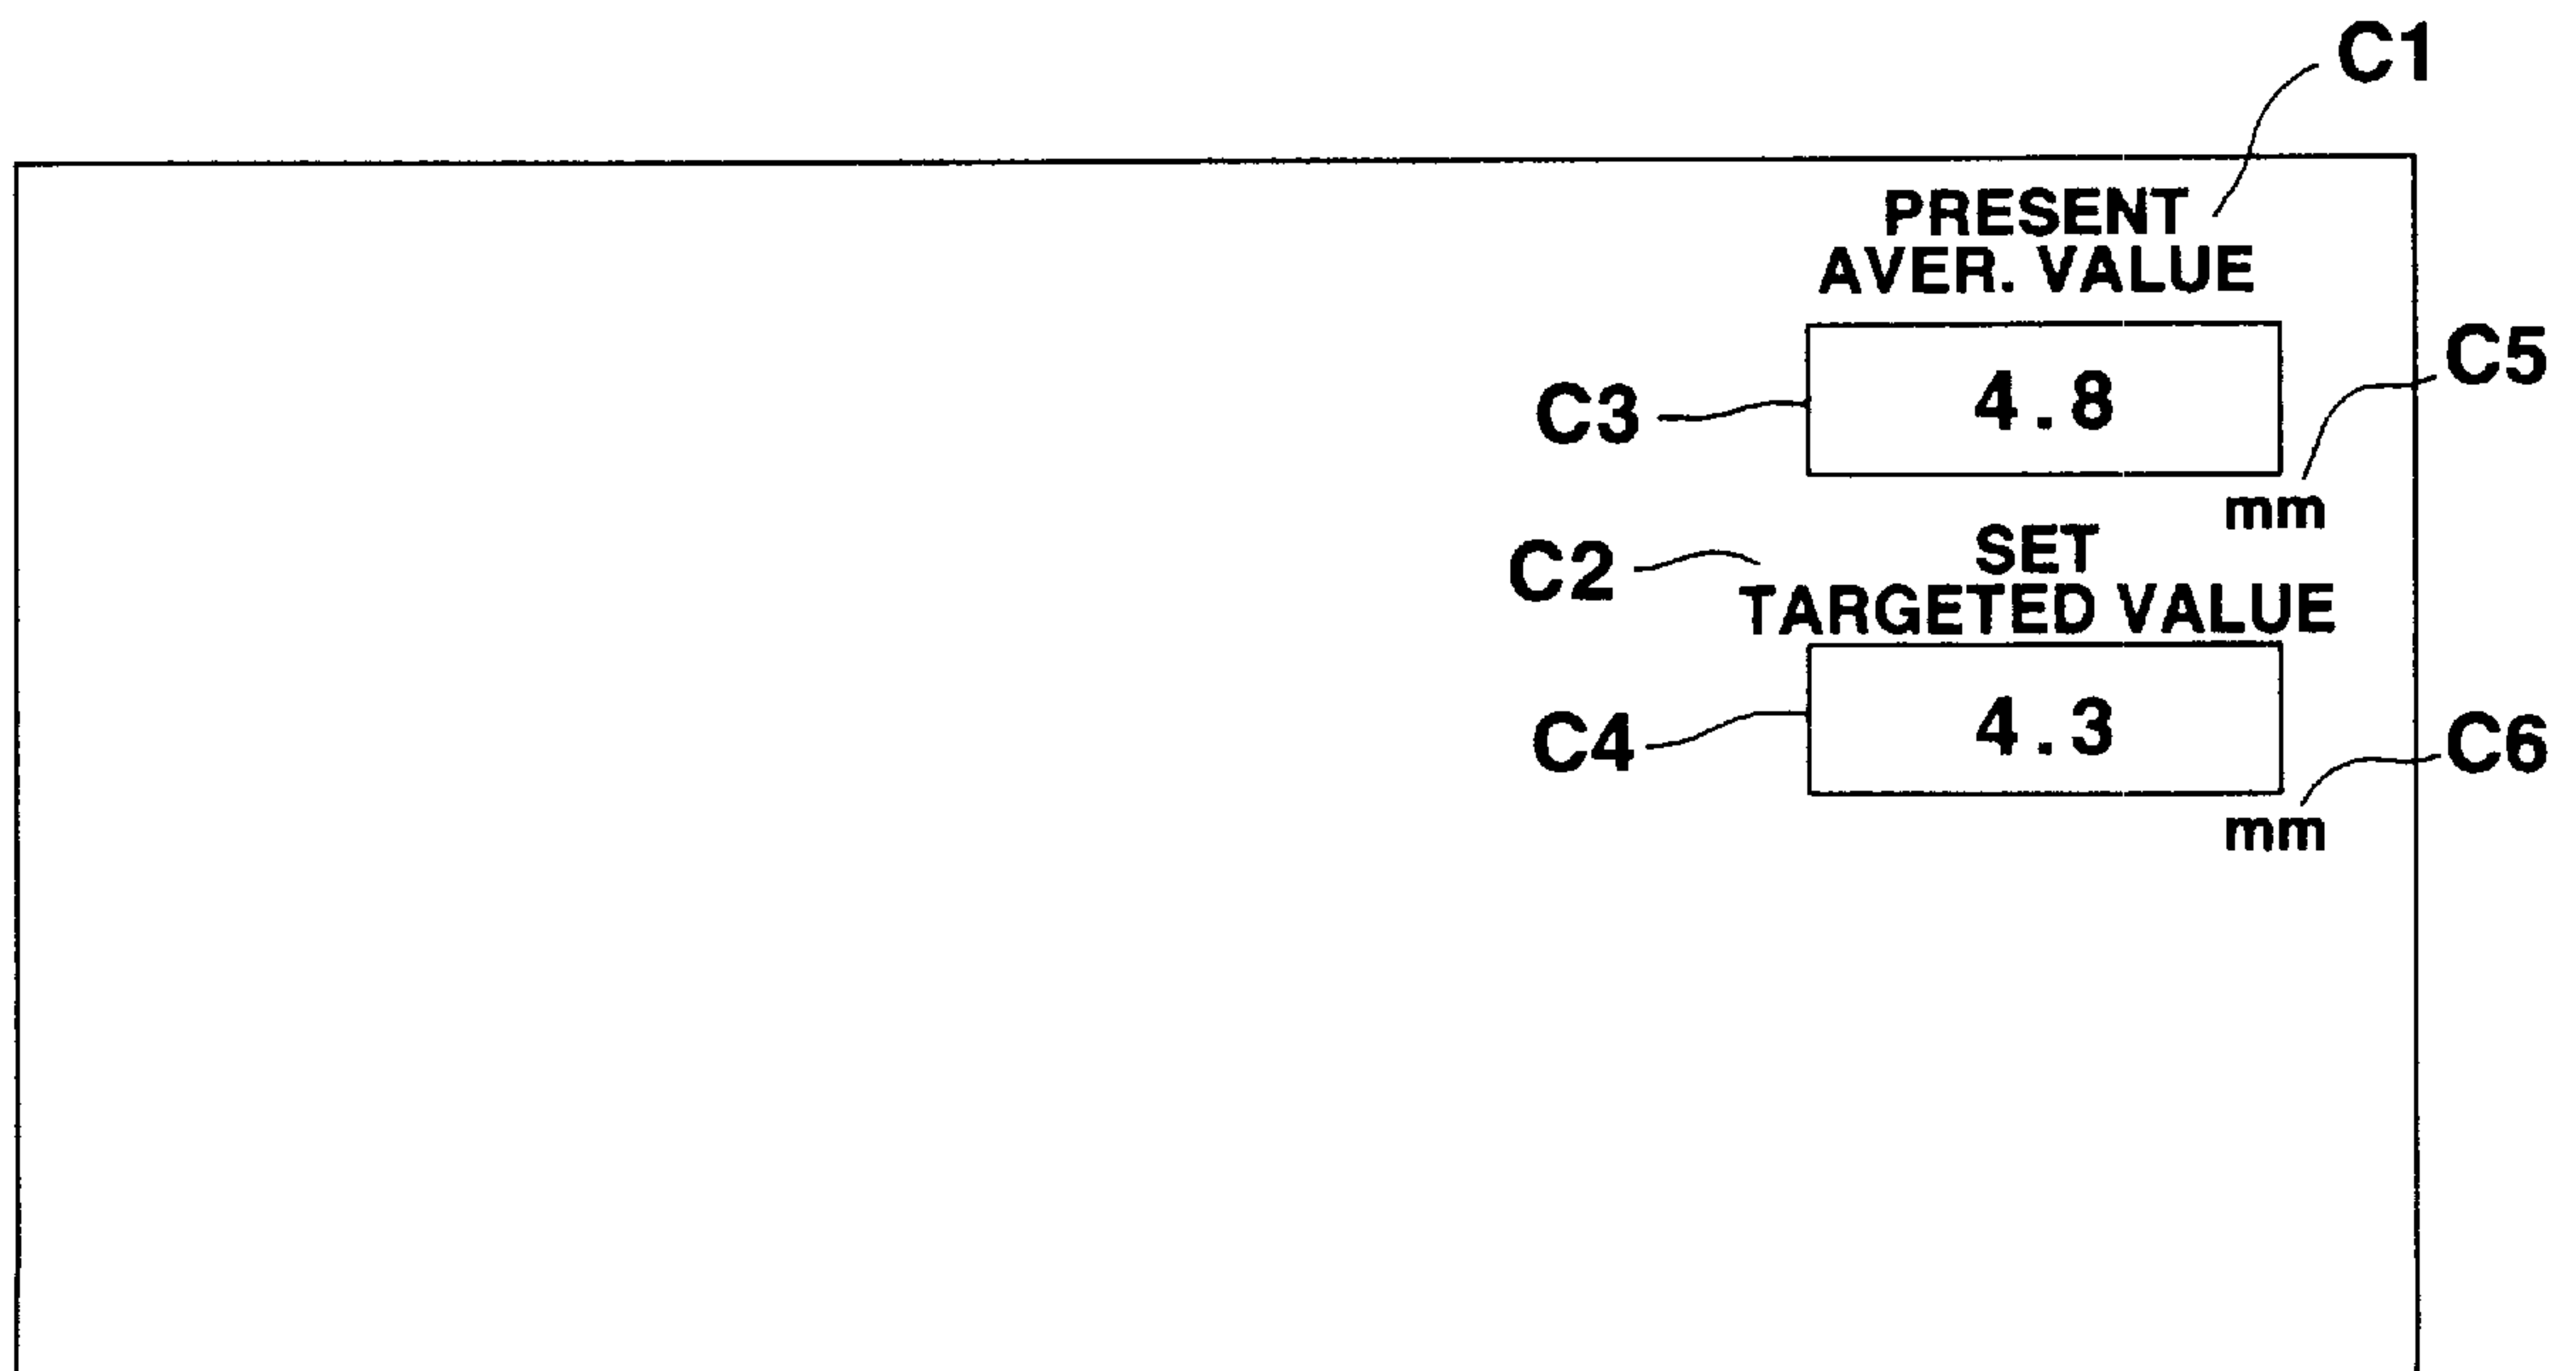 C1
PRESENT
AVER. VALUE
C5
C3 4.8
mm
SET
C2
TARGETED VALUE
C4 4.3
C6
mm